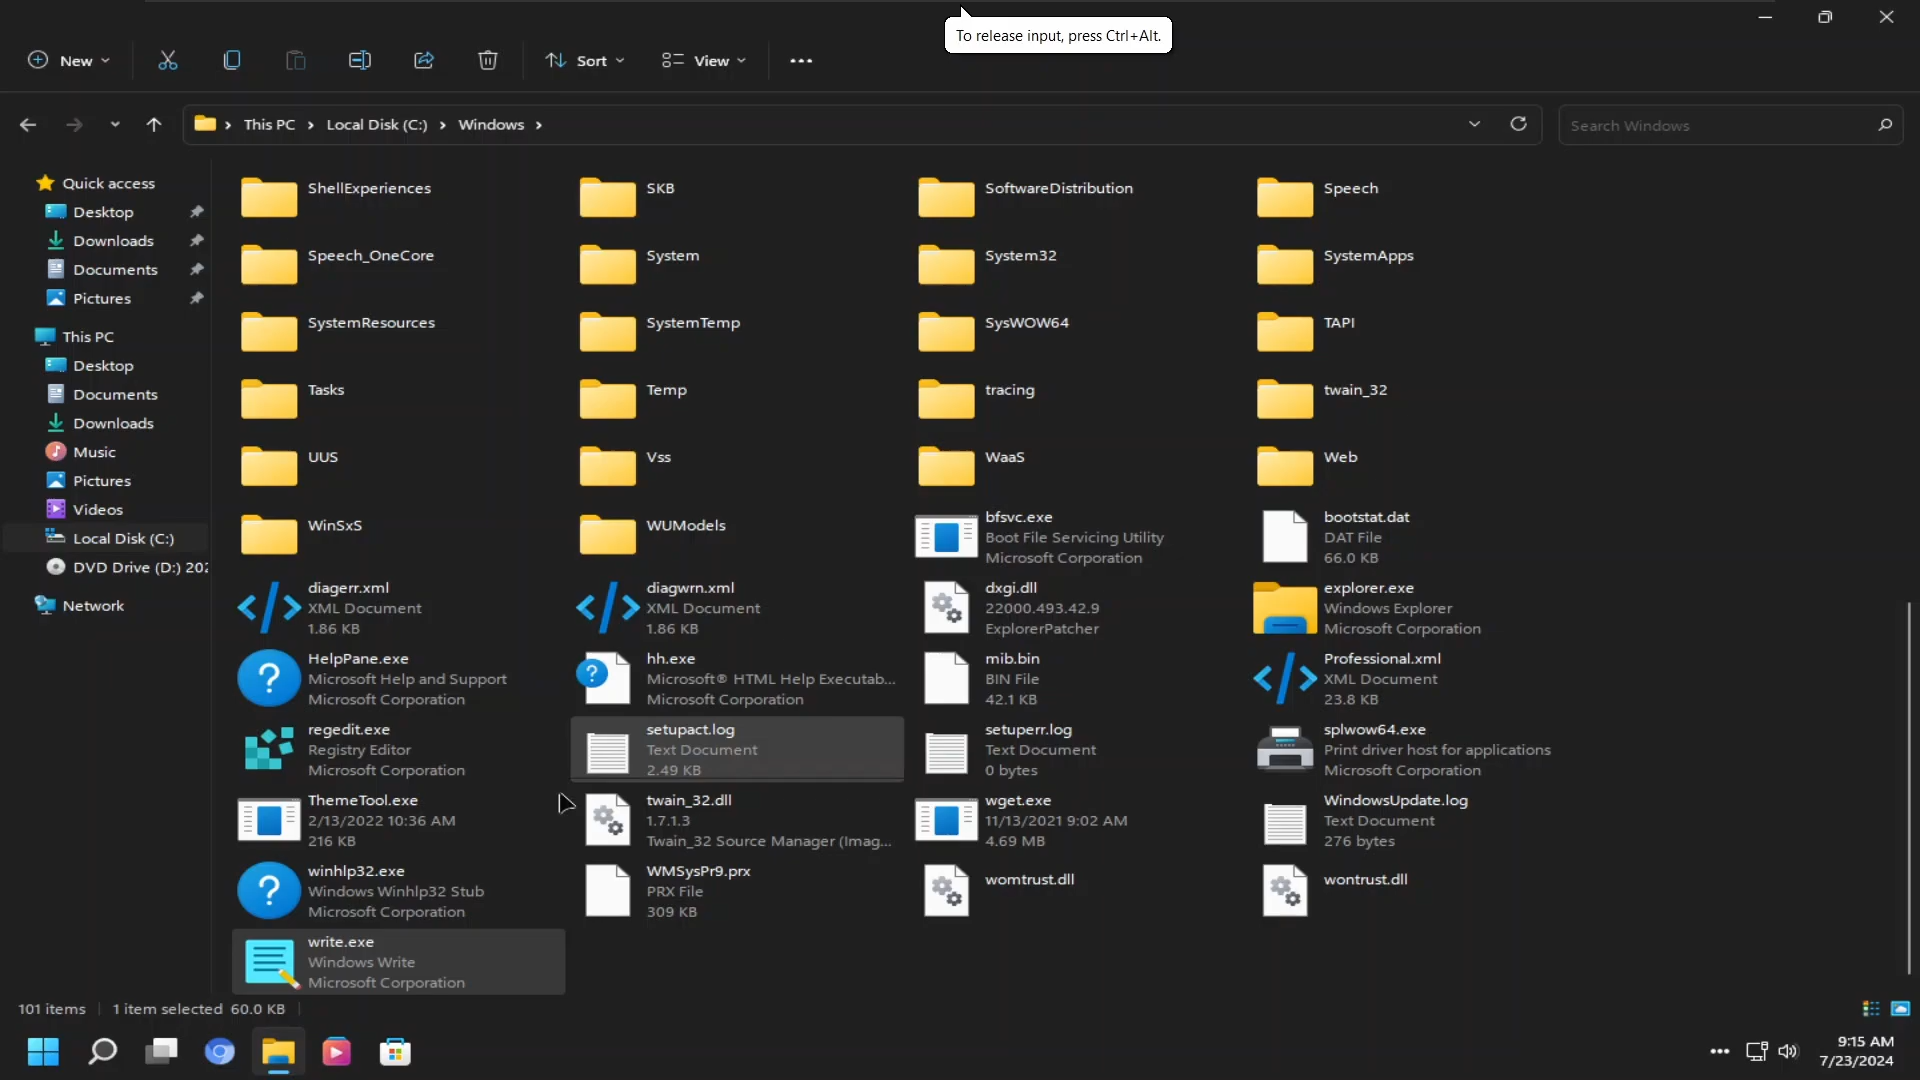 To release input, press Ctrl+Alt.
New
Sort
View
This PC
Local Disk (C:)
Windows
Search Windows
Quick access
Desktop
Downloads
Documents
Pictures
This PC
Desktop
Documents
Downloads
Music
Pictures
Videos
Local Disk (C:)
DVD Drive (D:) 202
Network
ShellExperiences
SKB
SoftwareDistribution
Speech
Speech_OneCore
System
System32
SystemApps
SystemResources
SystemTemp
SysWOW64
TAPI
Tasks
Temp
tracing
twain_32
UUS
Vss
WaaS
Web
WinSxS
WUModels
bfsvc.exe
Boot File Servicing Utility
Microsoft Corporation
bootstat.dat
DAT File
66.0 KB
diagerr.xml
XML Document
1.86 KB
diagwrn.xml
XML Document
1.86 KB
dxgi.dll
22000.493.42.9
ExplorerPatcher
explorer.exe
Windows Explorer
Microsoft Corporation
HelpPane.exe
Microsoft Help and Support
Microsoft Corporation
hh.exe
Microsoft® HTML Help Executab...
Microsoft Corporation
mib.bin
BIN File
42.1 KB
Professional.xml
XML Document
23.8 KB
regedit.exe
Registry Editor
Microsoft Corporation
setupact.log
Text Document
2.49 KB
setuperr.log
Text Document
0 bytes
splwow64.exe
Print driver host for applications
Microsoft Corporation
ThemeTool.exe
2/13/2022 10:36 AM
216 KB
twain_32.dll
1.7.1.3
Twain_32 Source Manager (Imag...
wget.exe
11/13/2021 9:02 AM
4.69 MB
WindowsUpdate.log
Text Document
276 bytes
winhlp32.exe
Windows Winhlp32 Stub
Microsoft Corporation
WMSysPr9.prx
PRX File
309 KB
womtrust.dll
wontrust.dll
write.exe
Windows Write
Microsoft Corporation
101 items
1 item selected 60.0 KB
9:15 AM
7/23/2024